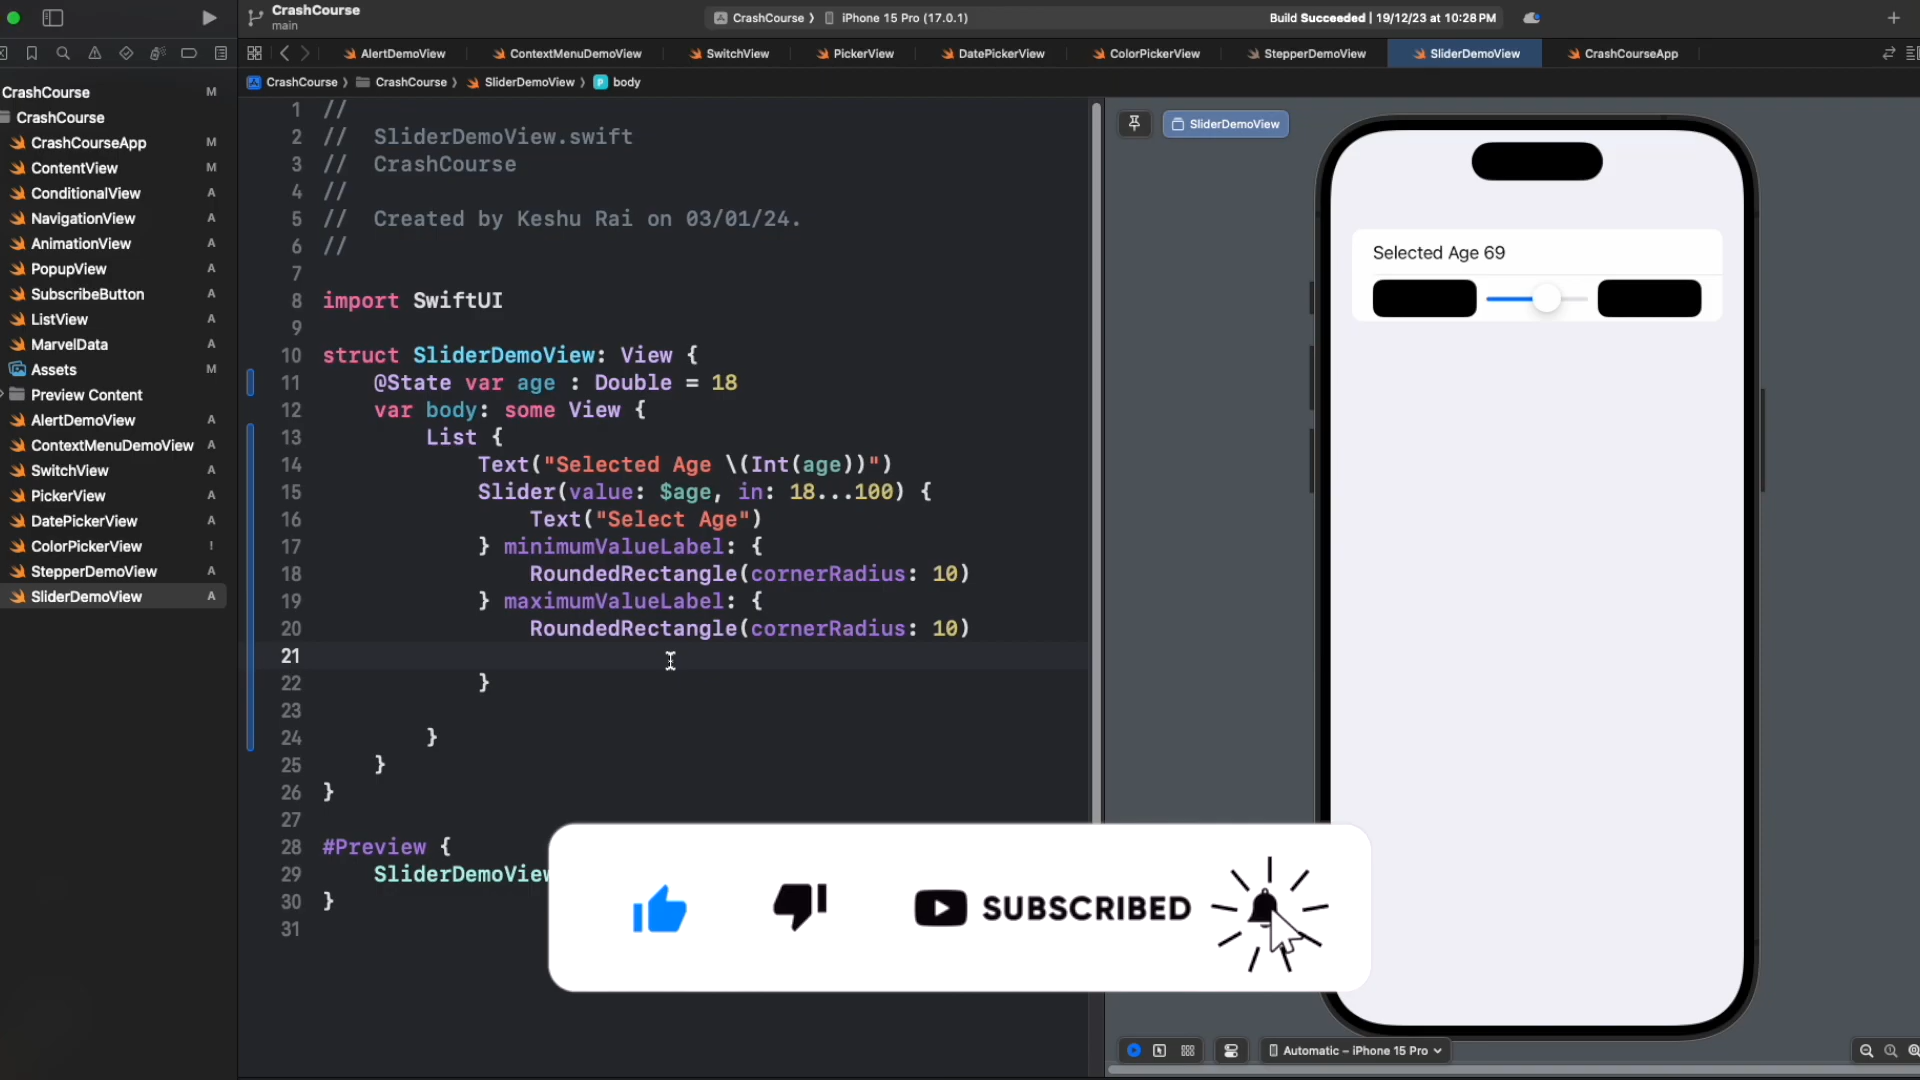 CrashCourse
main
CrashCourse 〉 iPhone 15 Pro (17.0.1)
Build Succeeded | 19/12/23 at 10:28 PM
AlertDemoView
ContextMenuDemoView
SwitchView
PickerView
DatePickerView
ColorPickerView
StepperDemoView
SliderDemoView
CrashCourseApp
CrashCourse 〉 CrashCourse 〉 SliderDemoView 〉 P body
CrashCourse M
CrashCourse
CrashCourseApp M
ContentView M
ConditionalView A
NavigationView A
AnimationView A
PopupView A
SubscribeButton A
ListView A
MarvelData A
Assets M
Preview Content
AlertDemoView A
ContextMenuDemoView A
SwitchView A
PickerView A
DatePickerView A
ColorPickerView !
StepperDemoView A
SliderDemoView A
1 //
2 //  SliderDemoView.swift
3 //  CrashCourse
4 //
5 //  Created by Keshu Rai on 03/01/24.
6 //
7
8 import SwiftUI
9
10 struct SliderDemoView: View {
11     @State var age : Double = 18
12     var body: some View {
13         List {
14             Text("Selected Age \(Int(age))")
15             Slider(value: $age, in: 18...100) {
16                 Text("Select Age")
17             } minimumValueLabel: {
18                 RoundedRectangle(cornerRadius: 10)
19             } maximumValueLabel: {
20                 RoundedRectangle(cornerRadius: 10)
21
22             }
23
24         }
25     }
26 }
27
28 #Preview {
29     SliderDemoView
30 }
31
SliderDemoView
Selected Age 69
SUBSCRIBED
Automatic – iPhone 15 Pro